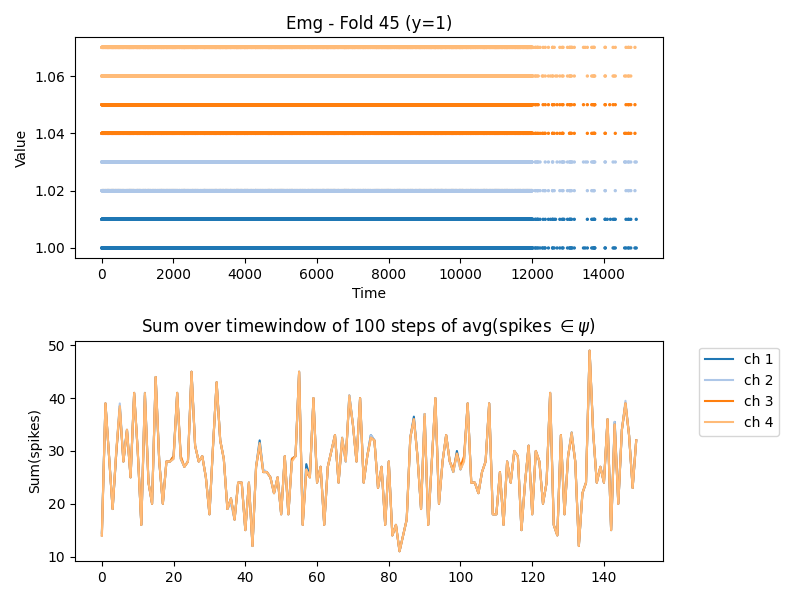 Emg - Fold 45 (y=1)
Value
1.06
1.04
1.02
1.00
0 2000 4000 6000 8000 10000 12000 14000
Time
Sum over timewindow of 100 steps of avg(spikes ∈ψ)
Sum(spikes)
50
40
30
20
10
0 20 40 60 80 100 120 140
ch 1
ch 2
ch 3
ch 4